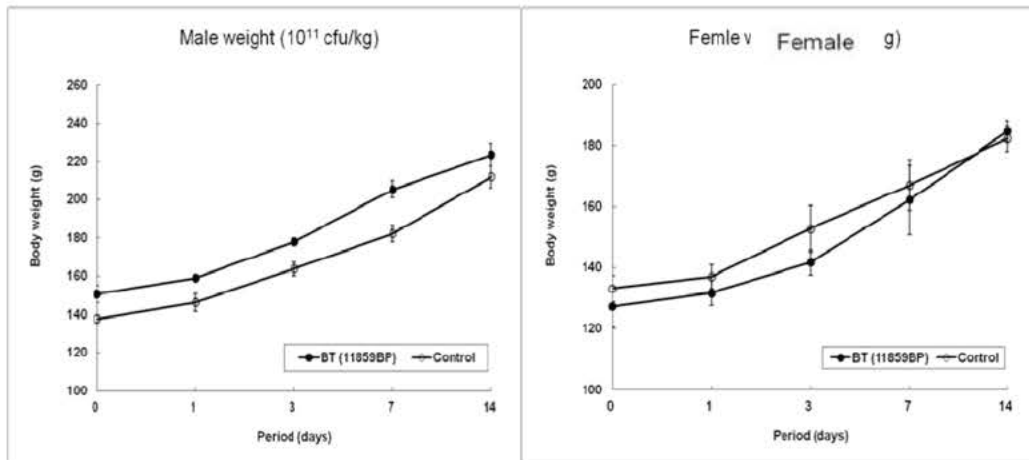 Male weight (10¹¹ cfu/kg)
260
240
220
200
180
160
140
120
100
Body weight (g)
0 1 3 7 14
Period (days)
BT (11859BP) Control
Femle Female g)
200
180
160
140
120
100
Body weight (g)
0 1 3 7 14
Period (days)
BT (11859BP) Control